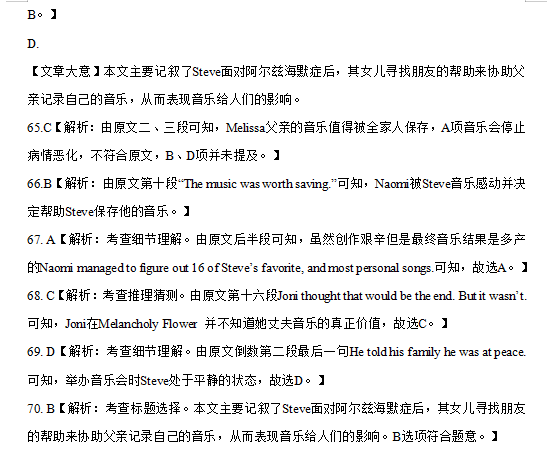 B。】
D.
【文章大意】本文主要记叙了Steve面对阿尔兹海默症后，其女儿寻找朋友的帮助来协助父
亲记录自己的音乐，从而表现音乐给人们的影响。
65.C【解析：由原文二、三段可知，Melissa父亲的音乐值得被全家人保存，A项音乐会停止
病情恶化，不符合原文，B、D项并未提及。】
66.B【解析：由原文第十段“The music was worth saving.”可知，Naomi被Steve音乐感动并决
定帮助Steve保存他的音乐。】
67. A【解析：考查细节理解。由原文后半段可知，虽然创作艰辛但是最终音乐结果是多产
的Naomi managed to figure out 16 of Steve’s favorite, and most personal songs.可知，故选A。】
68. C【解析：考查推理猜测。由原文第十六段Joni thought that would be the end. But it wasn’t.
可知，Joni在Melancholy Flower 并不知道她丈夫音乐的真正价值，故选C。】
69. D【解析：考查细节理解。由原文倒数第二段最后一句He told his family he was at peace.
可知，举办音乐会时Steve处于平静的状态，故选D。】
70. B【解析：考查标题选择。本文主要记叙了Steve面对阿尔兹海默症后，其女儿寻找朋友
的帮助来协助父亲记录自己的音乐，从而表现音乐给人们的影响。B选项符合题意。】